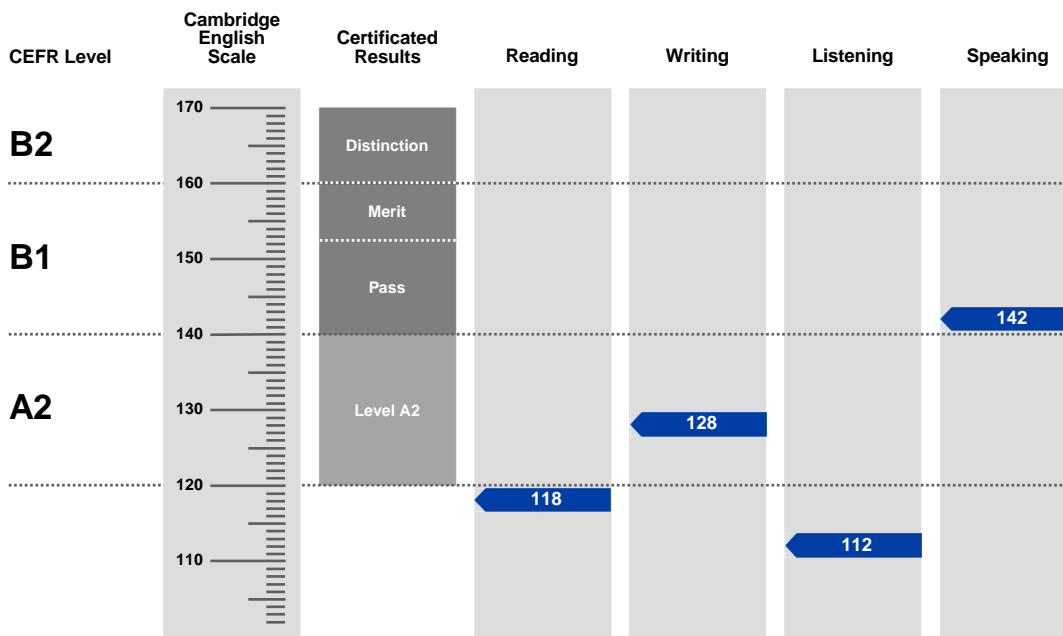 CEFR Level
Cambridge
English
Scale
Certificated
Results
Reading
Writing
Listening
Speaking
170
B2
Distinction
160
Merit
B1
150
Pass
142
140
A2
130
Level A2
128
120
118
112
110